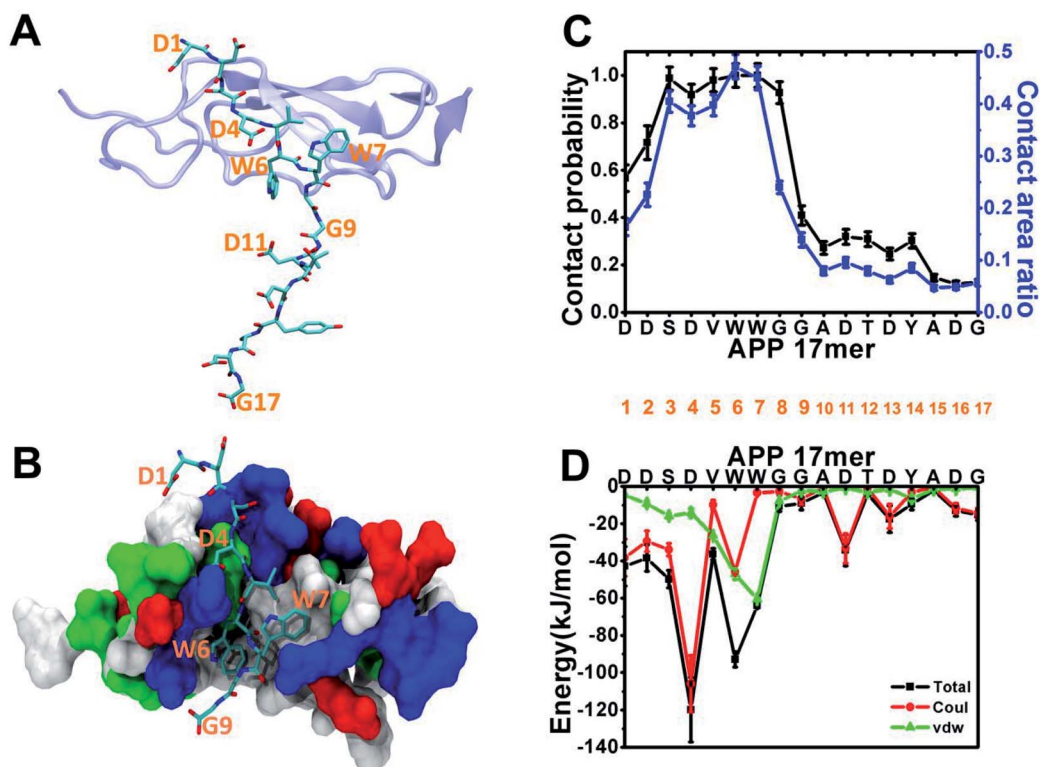 A
D1
D4
W6
W7
G9
D11
G17
B
D1
D4
W7
W6
G9
C
Contact probability
1.0
0.8
0.6
0.4
0.2
0.0
0.5
0.4
0.3
0.2
0.1
0.0
Contact area ratio
D D S D V W W G G A D T D Y A D G
APP 17mer
1 2 3 4 5 6 7 8 9 10 11 12 13 14 15 16 17
D
APP 17mer
D D S D V W W G G A D T D Y A D G
Energy(kJ/mol)
0
-20
-40
-60
-80
-100
-120
-140
Total
Coul
vdw